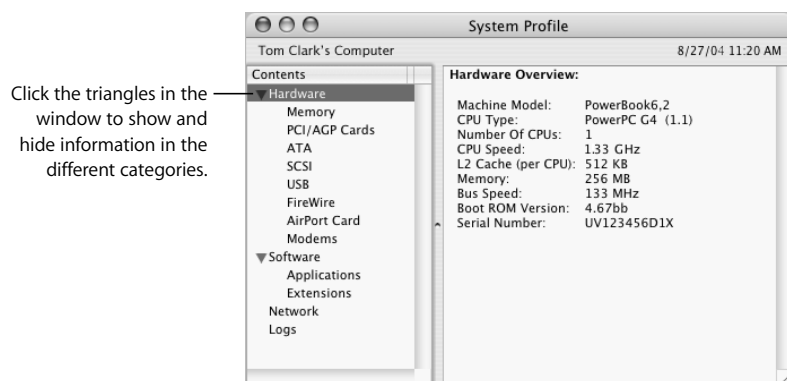 System Profile
Tom Clark's Computer
8/27/04 11:20 AM
Click the triangles in the
window to show and
hide information in the
different categories.
Contents
Hardware
Memory
PCI/AGP Cards
ATA
SCSI
USB
FireWire
AirPort Card
Modems
Software
Applications
Extensions
Network
Logs
Hardware Overview:
Machine Model: PowerBook6,2
CPU Type: PowerPC G4 (1.1)
Number Of CPUs: 1
CPU Speed: 1.33 GHz
L2 Cache (per CPU): 512 KB
Memory: 256 MB
Bus Speed: 133 MHz
Boot ROM Version: 4.67bb
Serial Number: UV123456D1X